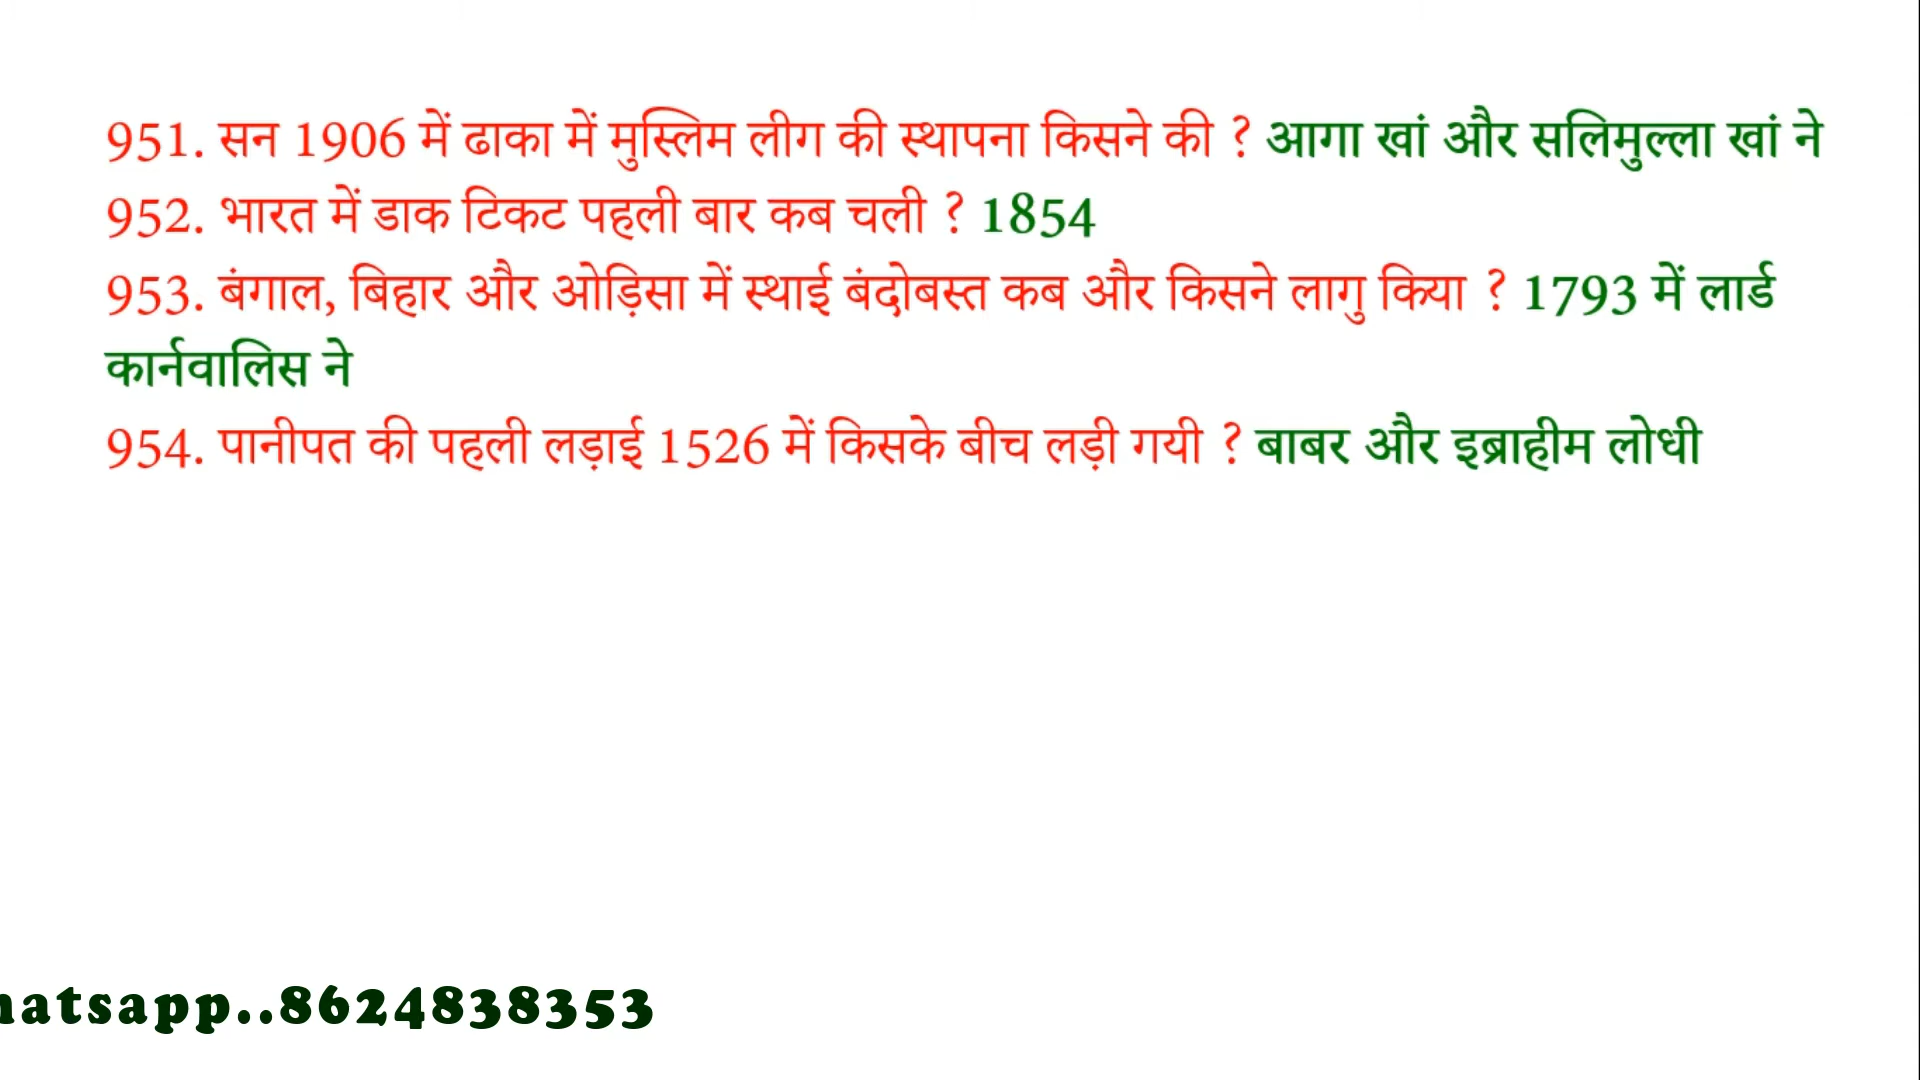 951. सन 1906 में ढाका में मुस्लिम लीग की स्थापना किसने की ? आगा खां और सलिमुल्ला खां ने
952. भारत में डाक टिकट पहली बार कब चली ? 1854
953. बंगाल, बिहार और ओड़िसा में स्थाई बंदोबस्त कब और किसने लागु किया ? 1793 में लार्ड
कार्नवालिस ने
954. पानीपत की पहली लड़ाई 1526 में किसके बीच लड़ी गयी ? बाबर और इब्राहीम लोधी
hatsapp..8624838353